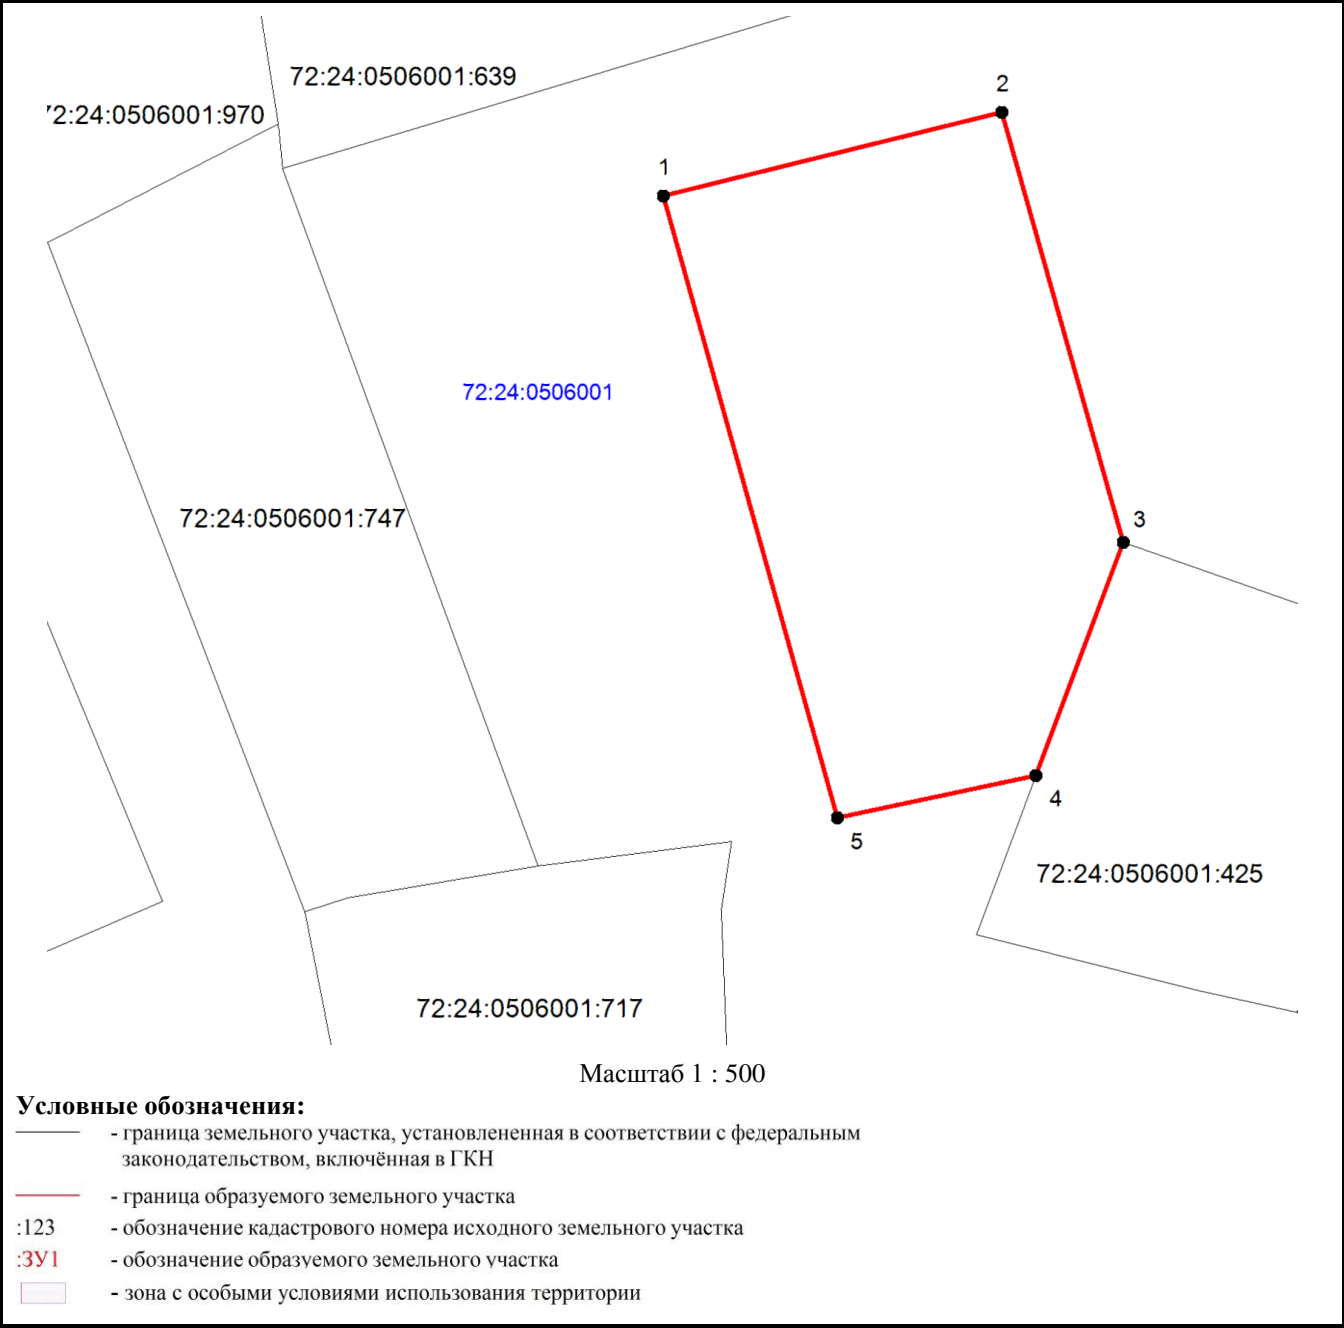 72:24:0506001:639
72:24:0506001:970
2
1
72:24:0506001
72:24:0506001:747
3
4
5
72:24:0506001:425
72:24:0506001:717
Масштаб 1 : 500
Условные обозначения:
- граница земельного участка, установлененная в соответствии с федеральным
законодательством, включённая в ГКН
- граница образуемого земельного участка
:123 - обозначение кадастрового номера исходного земельного участка
:ЗУ1 - обозначение образуемого земельного участка
- зона с особыми условиями использования территории